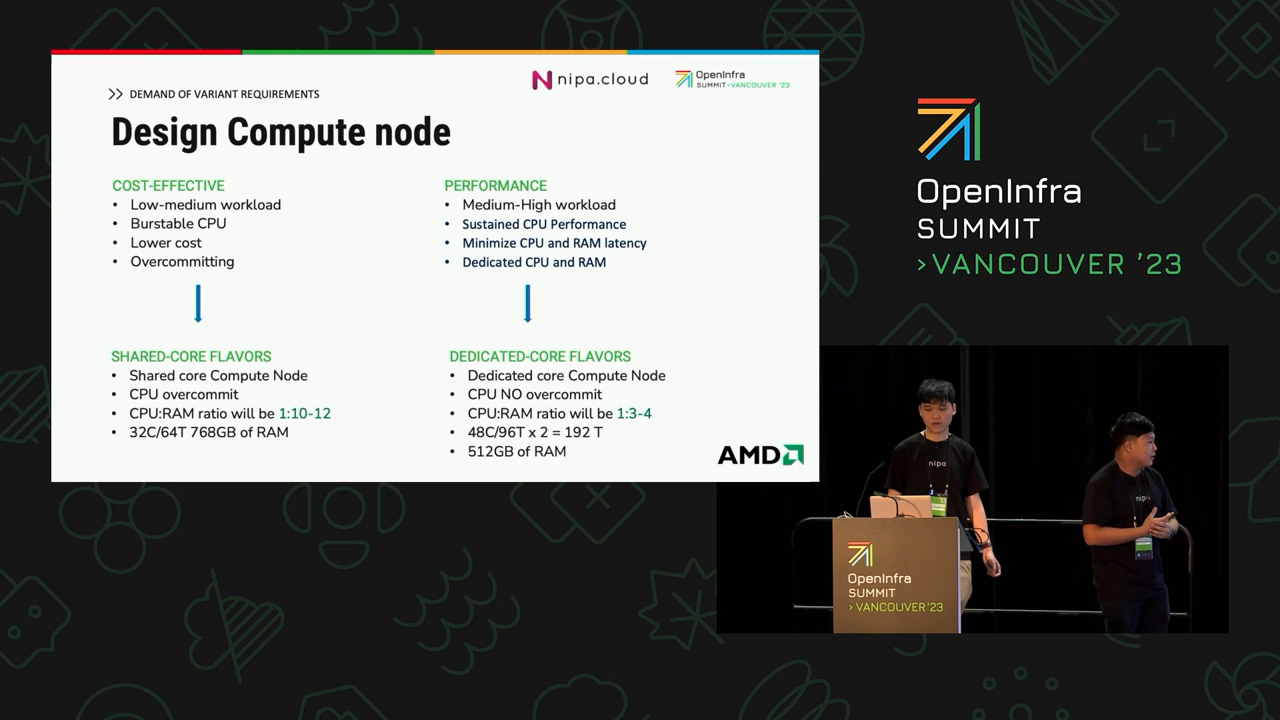 nipa.cloud
OpenInfra
SUMMIT >VANCOUVER '23
>> DEMAND OF VARIANT REQUIREMENTS
Design Compute node
COST-EFFECTIVE
• Low-medium workload
• Burstable CPU
• Lower cost
• Overcommitting
PERFORMANCE
• Medium-High workload
• Sustained CPU Performance
• Minimize CPU and RAM latency
• Dedicated CPU and RAM
SHARED-CORE FLAVORS
• Shared core Compute Node
• CPU overcommit
• CPU:RAM ratio will be 1:10-12
• 32C/64T 768GB of RAM
DEDICATED-CORE FLAVORS
• Dedicated core Compute Node
• CPU NO overcommit
• CPU:RAM ratio will be 1:3-4
• 48C/96T x 2 = 192 T
• 512GB of RAM
AMD
OpenInfra
SUMMIT
>VANCOUVER '23
nipa
nipa
OpenInfra
SUMMIT
>VANCOUVER '23